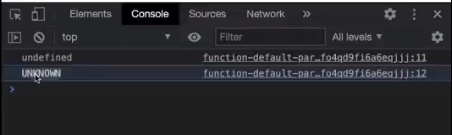 Elements Console Sources Network »
top Filter All levels
undefined function-default-par…fo4qd9fi6a6eqjjj:11
UNKNOWN function-default-par…fo4qd9fi6a6eqjjj:12